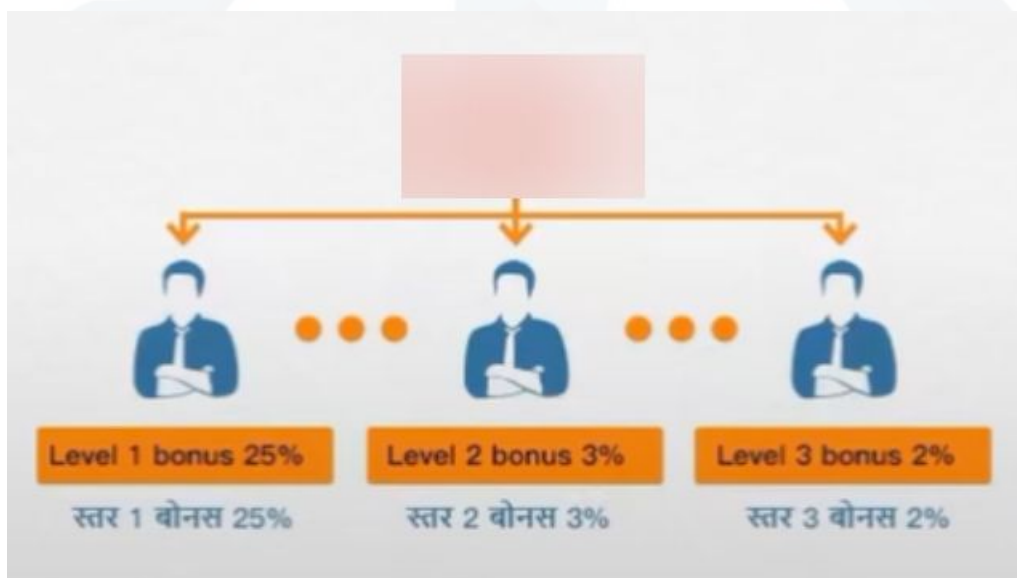 Level 1 bonus 25%
Level 2 bonus 3%
Level 3 bonus 2%
स्तर 1 बोनस 25%
स्तर 2 बोनस 3%
स्तर 3 बोनस 2%